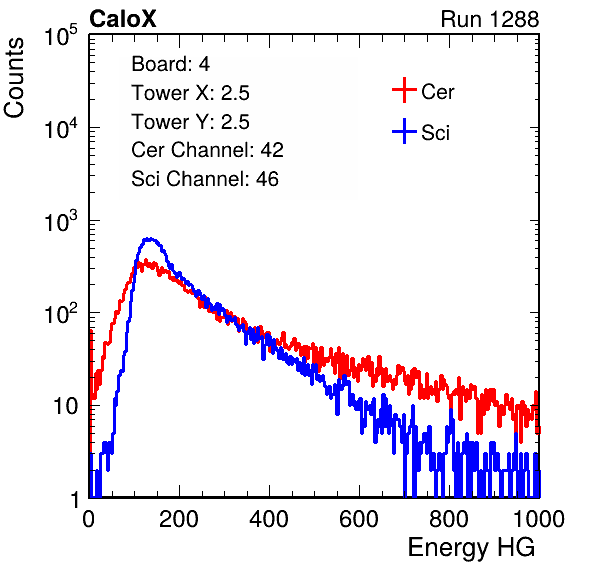 CaloX Run 1288
Counts
10^5
10^4
10^3
10^2
10
1
Board: 4
Tower X: 2.5
Tower Y: 2.5
Cer Channel: 42
Sci Channel: 46
Cer
Sci
0 200 400 600 800 1000
Energy HG